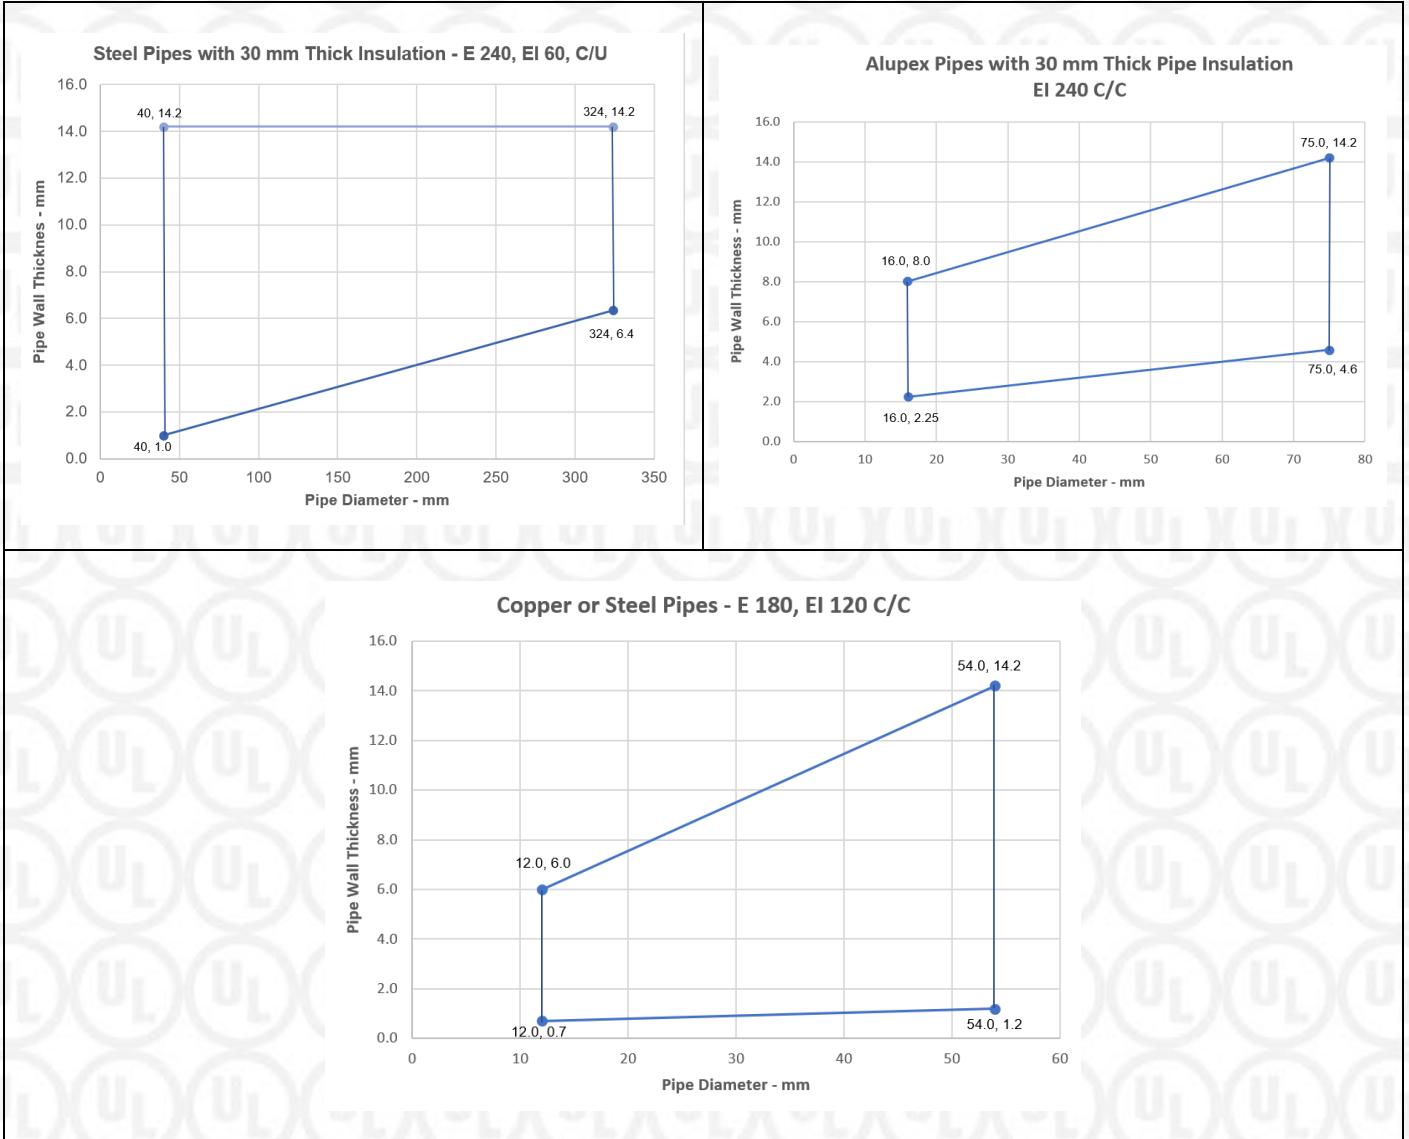 Steel Pipes with 30 mm Thick Insulation - E 240, EI 60, C/U
16.0
14.0
12.0
10.0
8.0
6.0
4.0
2.0
0.0
40, 14.2
324, 14.2
324, 6.4
40, 1.0
0 50 100 150 200 250 300 350
Pipe Wall Thicknes - mm
Pipe Diameter - mm
Alupex Pipes with 30 mm Thick Pipe Insulation
EI 240 C/C
16.0
14.0
12.0
10.0
8.0
6.0
4.0
2.0
0.0
75.0, 14.2
16.0, 8.0
75.0, 4.6
16.0, 2.25
0 10 20 30 40 50 60 70 80
Pipe Wall Thickness - mm
Pipe Diameter - mm
Copper or Steel Pipes - E 180, EI 120 C/C
16.0
14.0
12.0
10.0
8.0
6.0
4.0
2.0
0.0
54.0, 14.2
12.0, 6.0
12.0, 0.7
54.0, 1.2
0 10 20 30 40 50 60
Pipe Wall Thickness - mm
Pipe Diameter - mm
UL